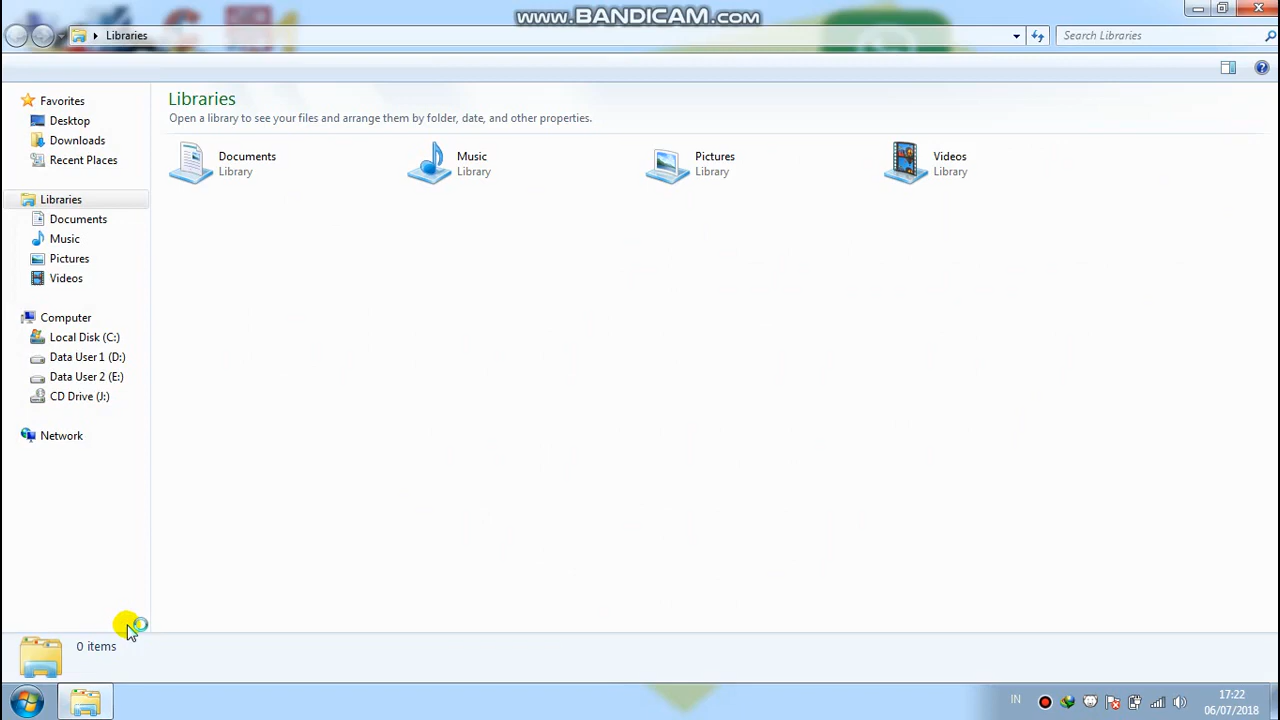 www.BANDICAM.com
Libraries
Search Libraries
Favorites
Desktop
Downloads
Recent Places
Libraries
Documents
Music
Pictures
Videos
Computer
Local Disk (C:)
Data User 1 (D:)
Data User 2 (E:)
CD Drive (J:)
Network
Libraries
Open a library to see your files and arrange them by folder, date, and other properties.
Documents
Library
Music
Library
Pictures
Library
Videos
Library
0 items
IN
17:22
06/07/2018